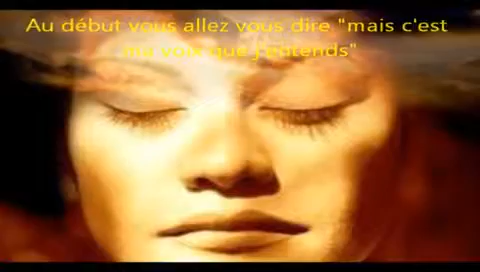 Au début vous allez vous dire "mais c'est
ma voix que j'entends"